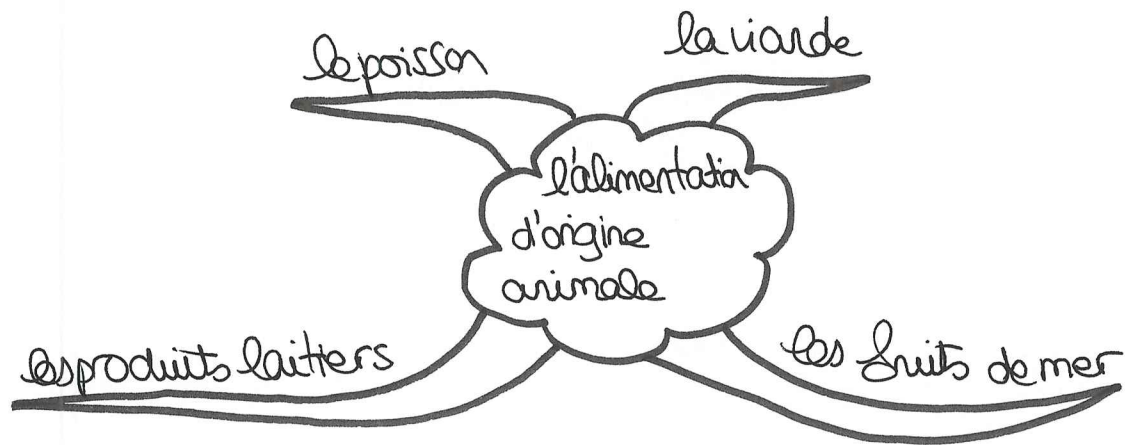 le poisson
la viande
l'alimentation
d'origine
animale
les produits laitiers
les fruits de mer